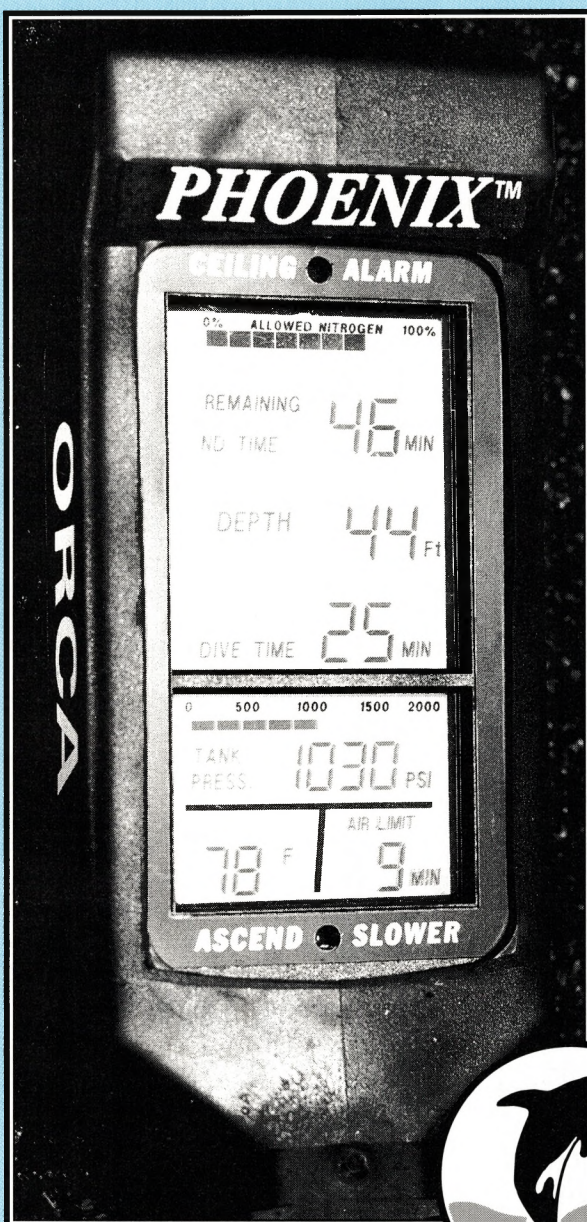 PHOENIX™
CEILING ALARM
0% ALLOWED NITROGEN 100%
REMAINING
ND TIME 46 MIN
DEPTH 44 Ft
DIVE TIME 25 MIN
0 500 1000 1500 2000
TANK
PRESS. 1030 PSI
AIR LIMIT
78 F 9 MIN
ASCEND SLOWER
ORCA